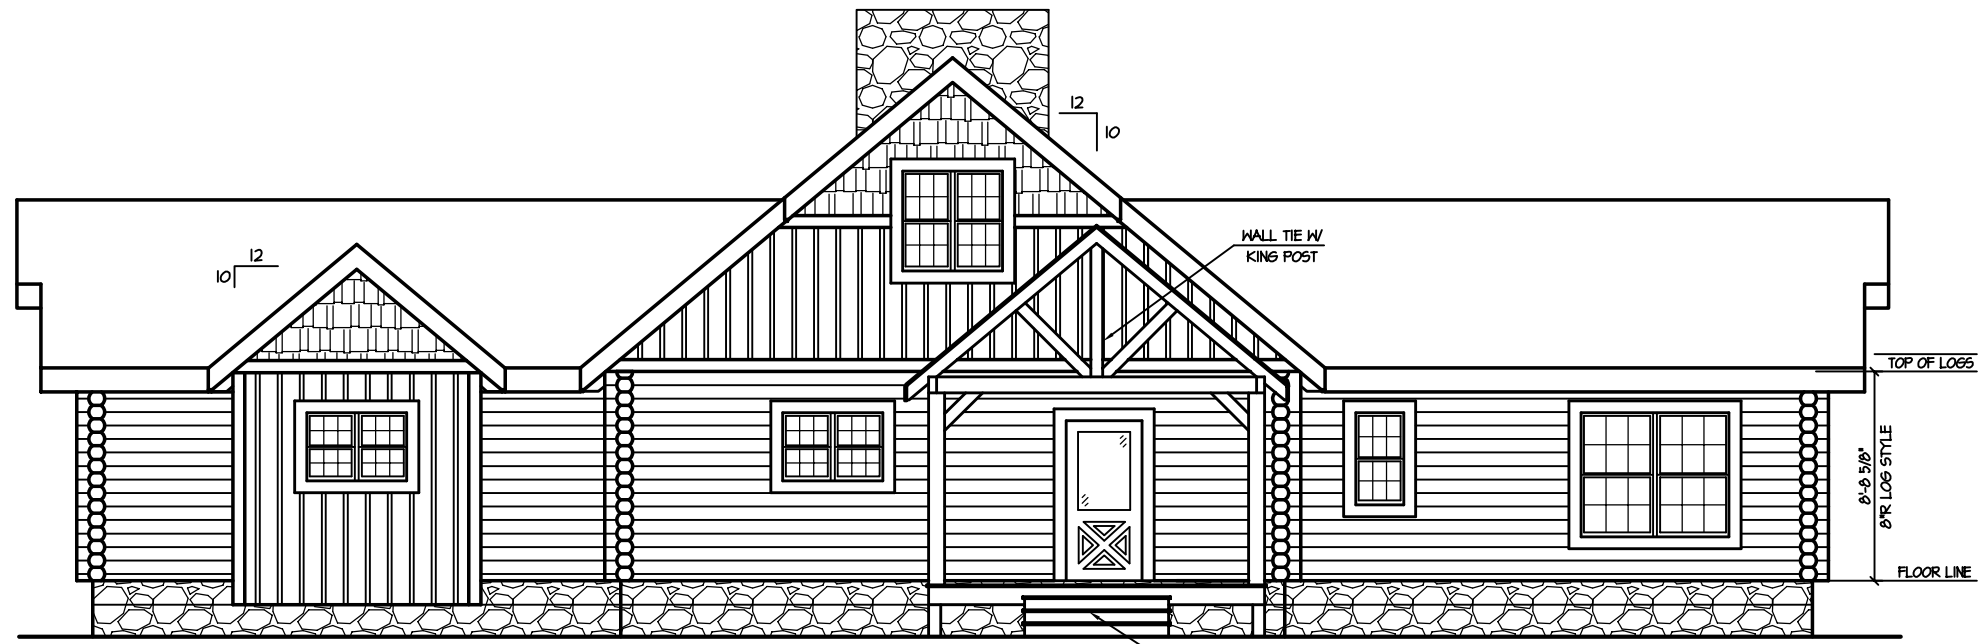 12
10
12
10
WALL TIE W/
KING POST
TOP OF LOGS
8'-8 5/8"
8"R LOG STYLE
FLOOR LINE